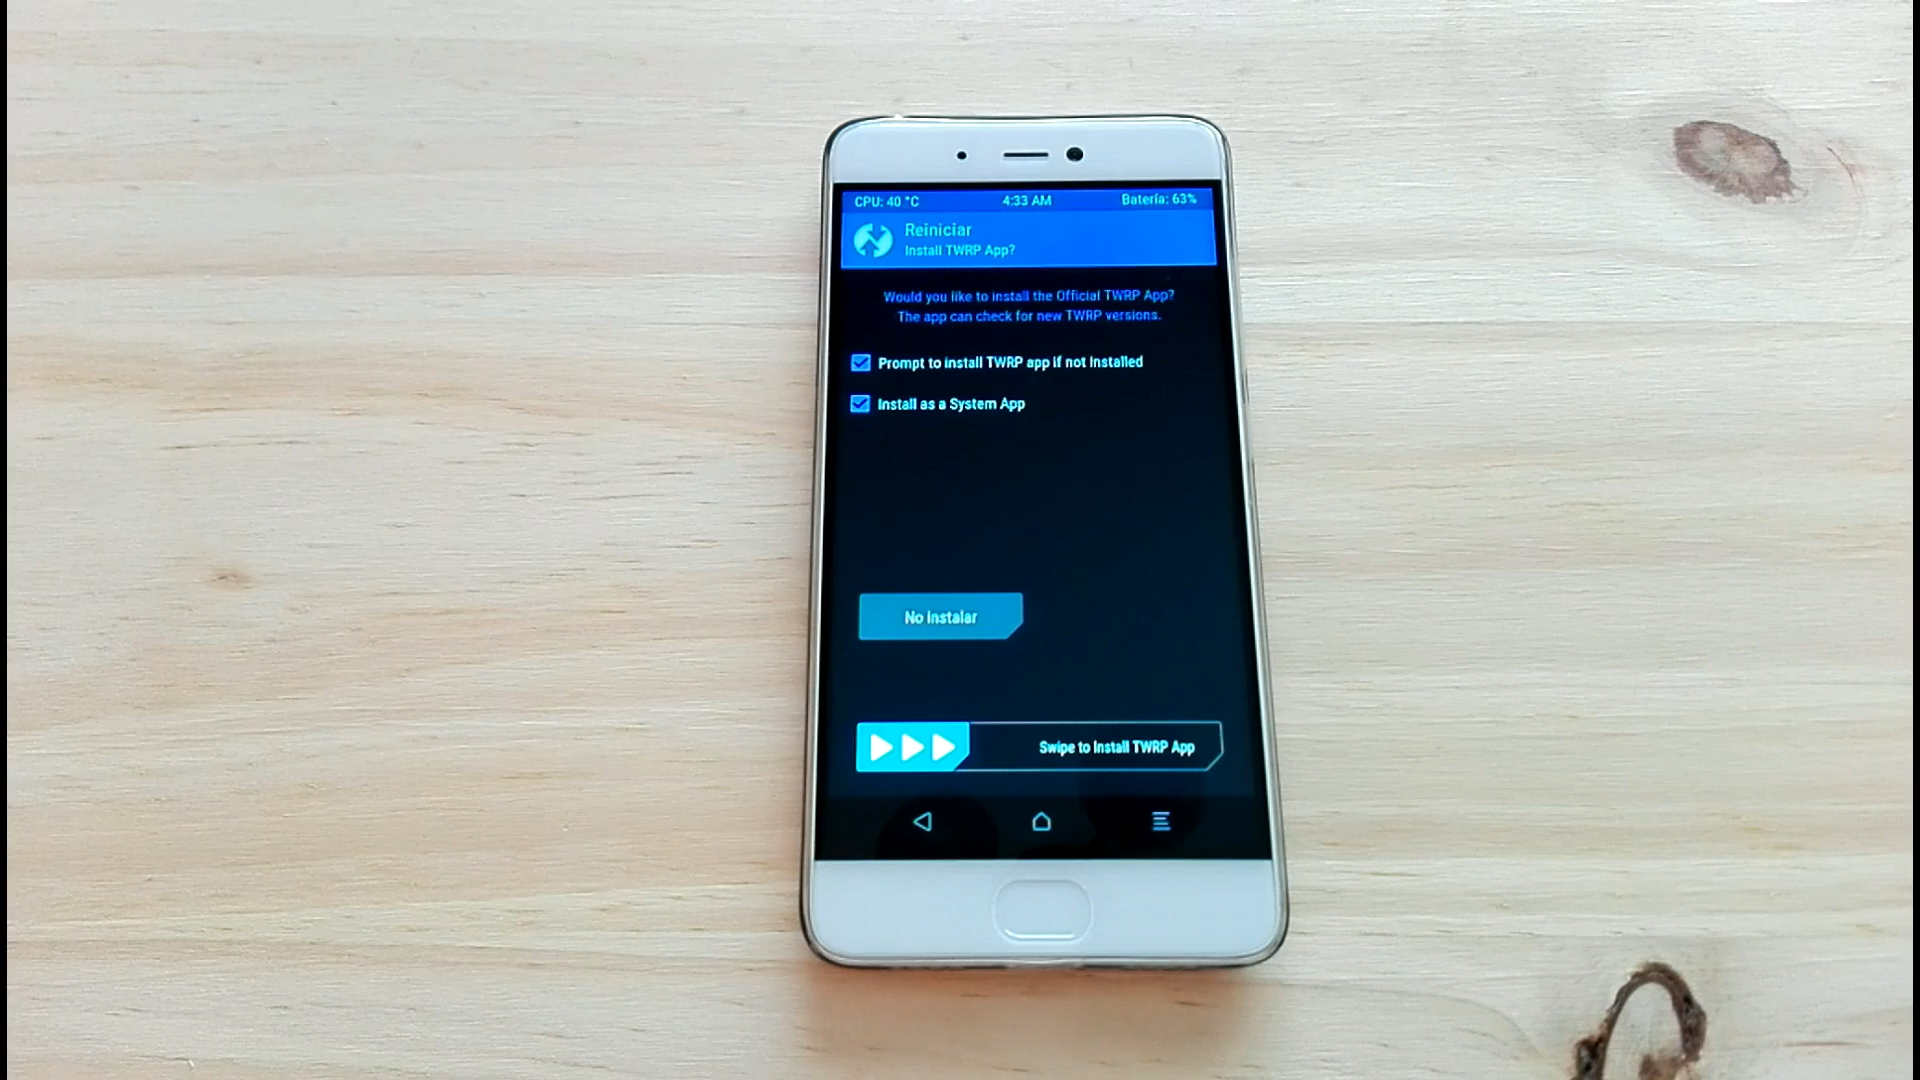 CPU: 40 °C 4:33 AM Batería: 63%
Reiniciar
Install TWRP App?
Would you like to install the Official TWRP App?
The app can check for new TWRP versions.
Prompt to install TWRP app if not installed
Install as a System App
No instalar
Swipe to Install TWRP App